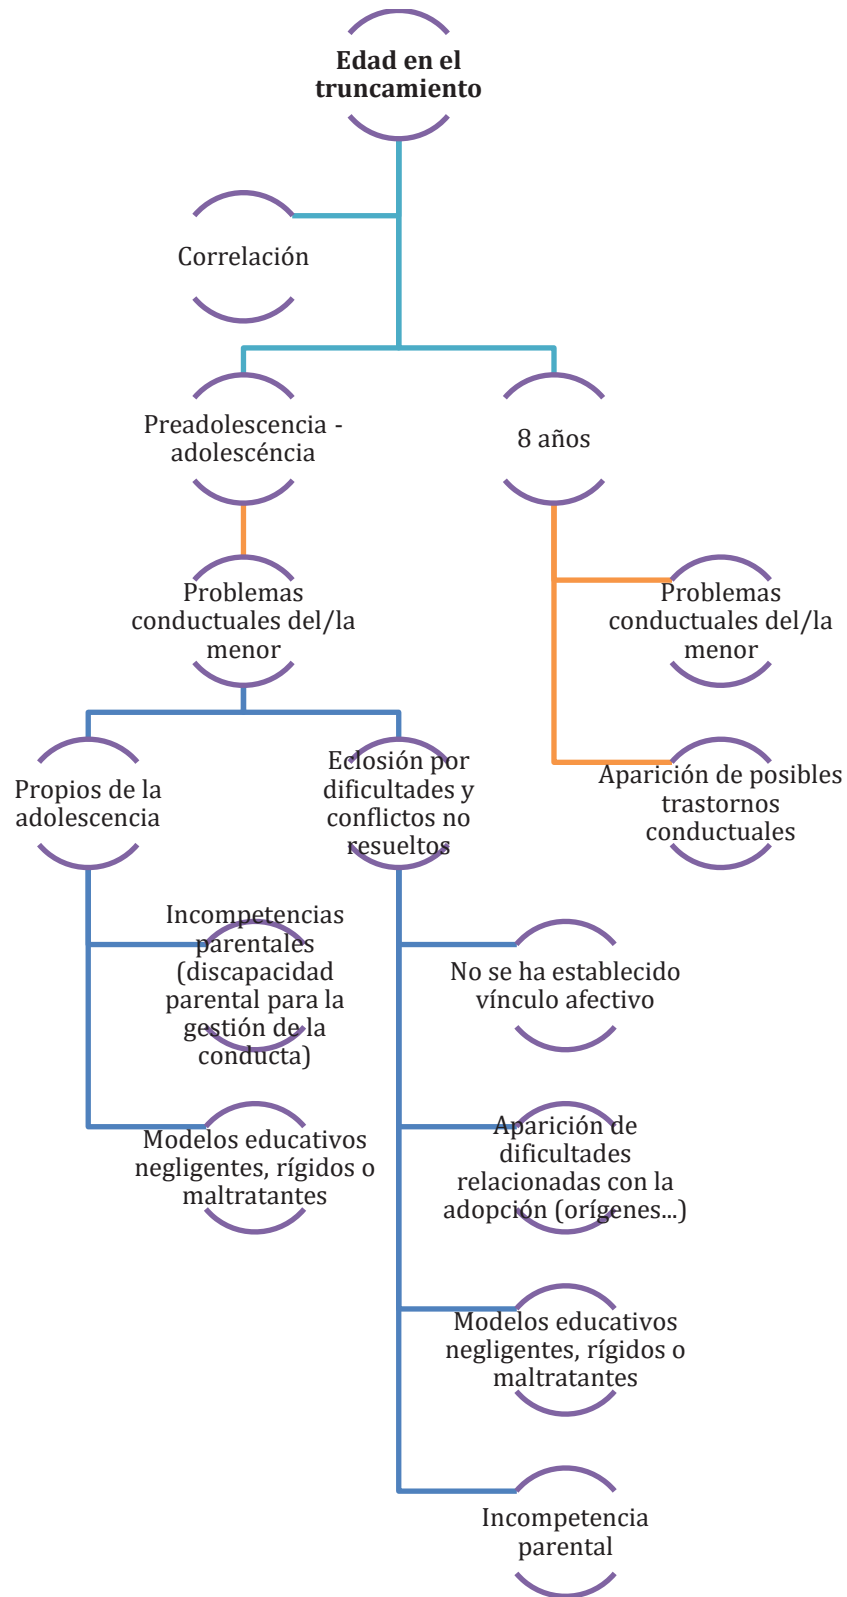 Edad en el
truncamiento
Correlación
Preadolescencia -
adolescéncia
8 años
Problemas
conductuales del/la
menor
Problemas
conductuales del/la
menor
Propios de la
adolescencia
Eclosión por
dificultades y
conflictos no
resueltos
Aparición de posibles
trastornos
conductuales
Incompetencias
parentales
(discapacidad
parental para la
gestión de la
conducta)
No se ha establecido
vínculo afectivo
Modelos educativos
negligentes, rígidos o
maltratantes
Aparición de
dificultades
relacionadas con la
adopción (orígenes...)
Modelos educativos
negligentes, rígidos o
maltratantes
Incompetencia
parental